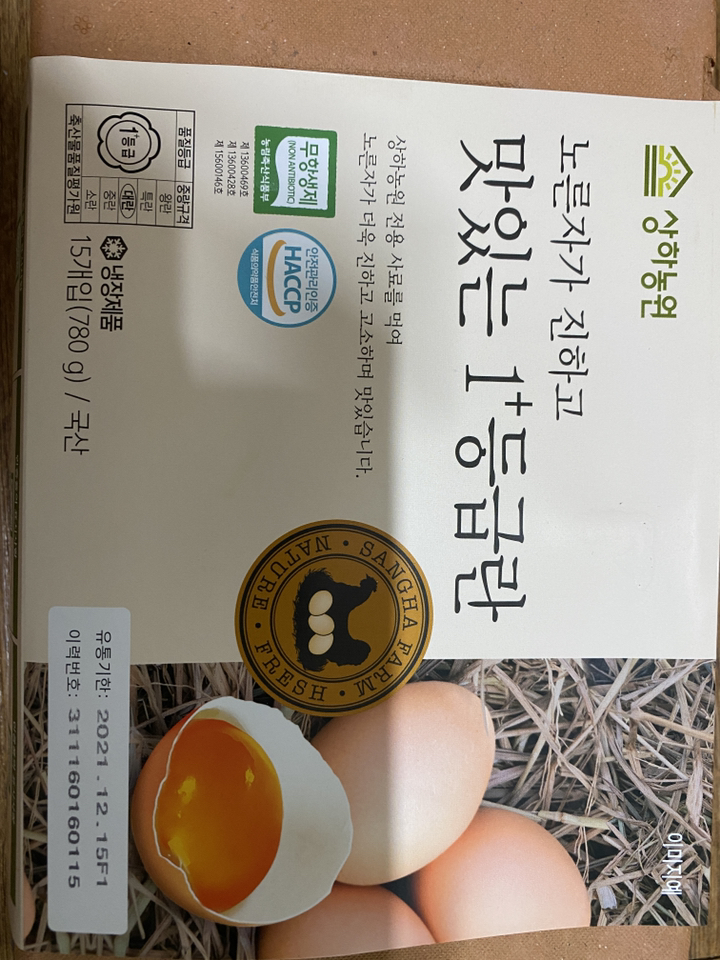 상하농원
노른자가 진하고
맛있는 1+등급란
상하농원 전용 사료를 먹여
노른자가 더욱 진하고 고소하며 맛있습니다.
무항생제
(NON ANTIBIOTIC)
농림축산식품부
안전관리인증
HACCP
식품의약품안전처
제 13600469호
제 13600428호
제 15600146호
품질등급 중량규격
1+등급
왕란
특란
대란
중란
소란
축산물품질평가원
냉장제품
15개입(780 g) / 국산
SANGHA FARM • FRESH • NATURE •
유통기한: 2021.12.15F1
이력번호: 311160160115
이미지예